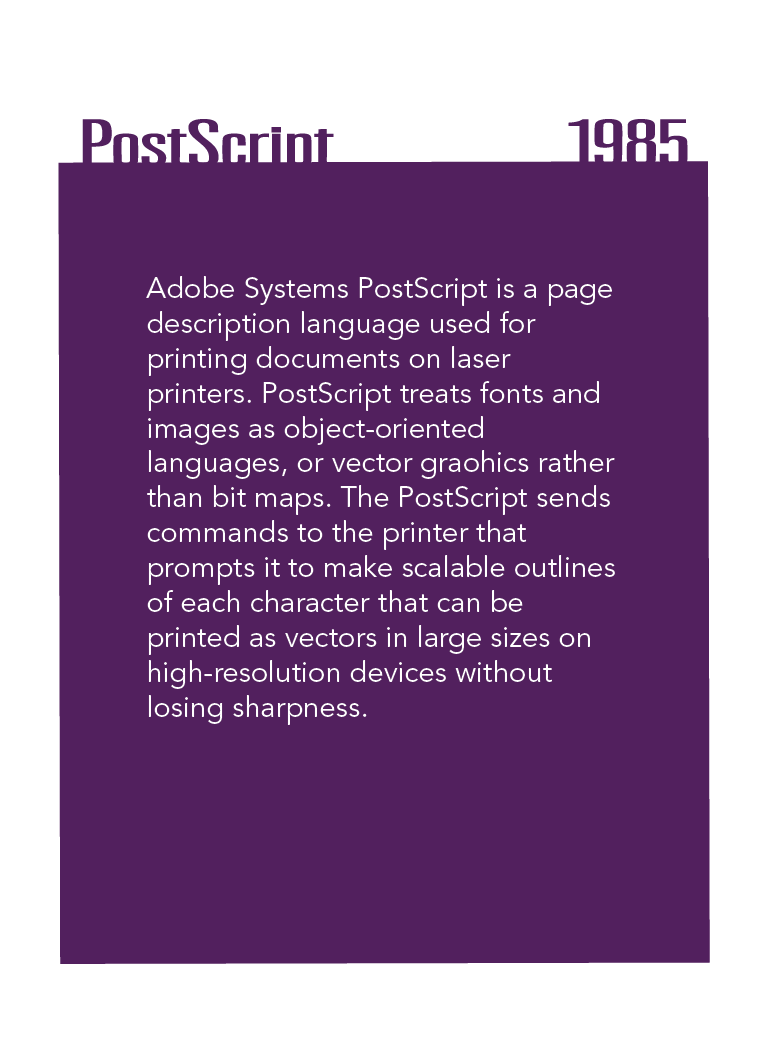 PostScript 1985
Adobe Systems PostScript is a page
description language used for
printing documents on laser
printers. PostScript treats fonts and
images as object-oriented
languages, or vector graohics rather
than bit maps. The PostScript sends
commands to the printer that
prompts it to make scalable outlines
of each character that can be
printed as vectors in large sizes on
high-resolution devices without
losing sharpness.